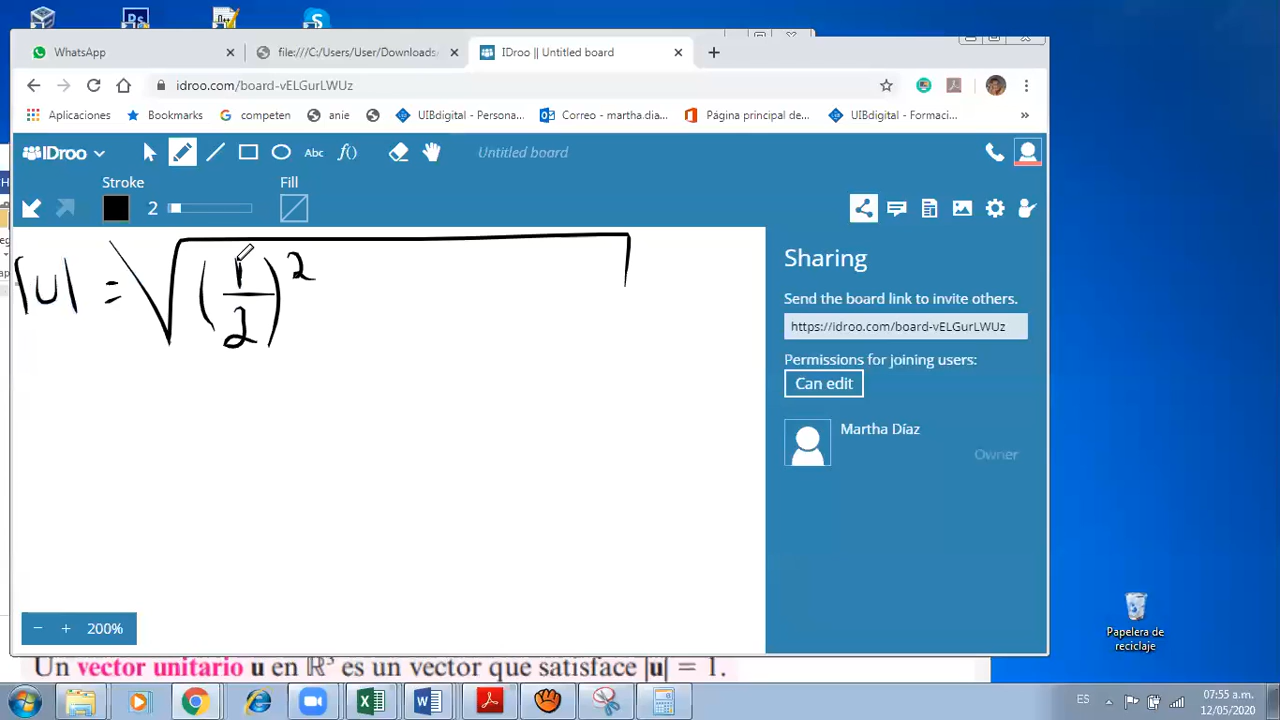 WhatsApp
file:///C:/Users/User/Downloads/
IDroo || Untitled board
idroo.com/board-vELGurLWUz
Aplicaciones
Bookmarks
competen
anie
UIBdigital - Persona...
Correo - martha.dia...
Página principal de...
UIBdigital - Formaci...
»
IDroo
Abc
f()
Untitled board
Stroke
Fill
2
|u| = √(1/2)²
Sharing
Send the board link to invite others.
https://idroo.com/board-vELGurLWUz
Permissions for joining users:
Can edit
Martha Díaz
Owner
200%
Un vector unitario u en ℝ³ es un vector que satisface |u| = 1.
Papelera de
reciclaje
ES
07:55 a.m.
12/05/2020